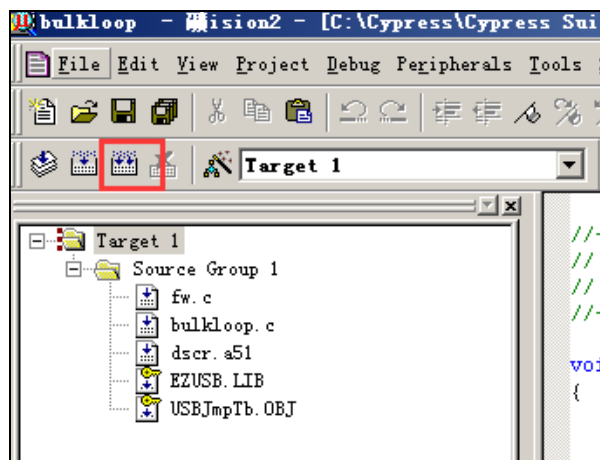 bulkloop - 礦ision2 - [C:\Cypress\Cypress Sui
File Edit View Project Debug Peripherals Tools
Target 1
Target 1
Source Group 1
fw.c
bulkloop.c
dscr.a51
EZUSB.LIB
USBJmpTb.OBJ
//-
//
//
//-
voi
{